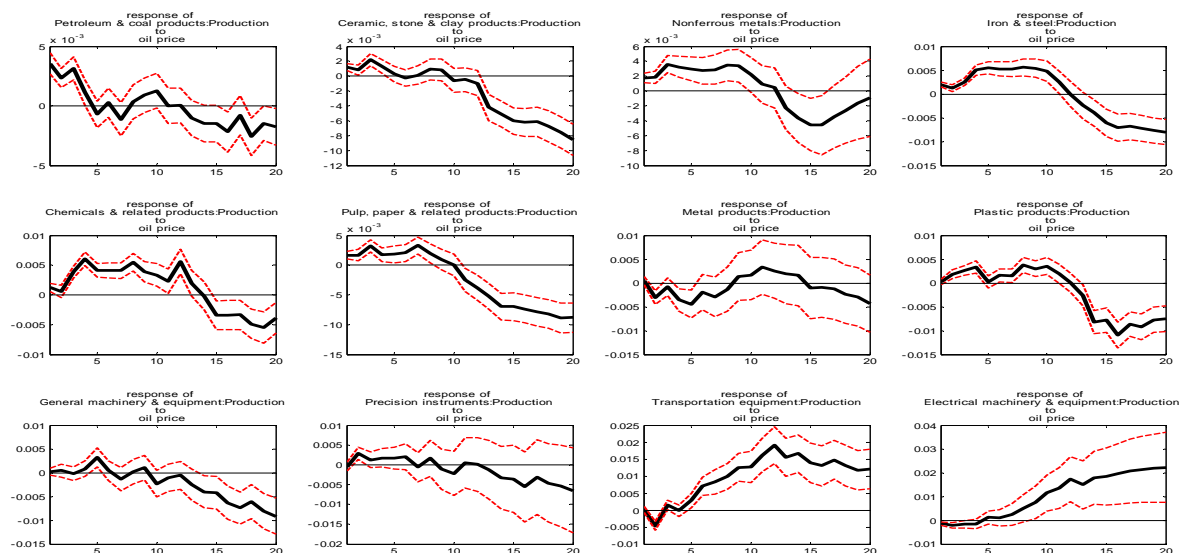 response of
Petroleum & coal products:Production
to
oil price
x 10
-3
5
0
-5
5 10 15 20
response of
Ceramic, stone & clay products:Production
to
oil price
x 10
-3
4
2
0
-2
-4
-6
-8
-10
-12
5 10 15 20
response of
Nonferrous metals:Production
to
oil price
x 10
-3
6
4
2
0
-2
-4
-6
-8
-10
5 10 15 20
response of
Iron & steel:Production
to
oil price
0.01
0.005
0
-0.005
-0.01
-0.015
5 10 15 20
response of
Chemicals & related products:Production
to
oil price
0.01
0.005
0
-0.005
-0.01
5 10 15 20
response of
Pulp, paper & related products:Production
to
oil price
x 10
-3
5
0
-5
-10
-15
5 10 15 20
response of
Metal products:Production
to
oil price
0.01
0.005
0
-0.005
-0.01
-0.015
5 10 15 20
response of
Plastic products:Production
to
oil price
0.01
0.005
0
-0.005
-0.01
-0.015
5 10 15 20
response of
General machinery & equipment:Production
to
oil price
0.01
0.005
0
-0.005
-0.01
-0.015
5 10 15 20
response of
Precision instruments:Production
to
oil price
0.01
0.005
0
-0.005
-0.01
-0.015
-0.02
5 10 15 20
response of
Transportation equipment:Production
to
oil price
0.025
0.02
0.015
0.01
0.005
0
-0.005
-0.01
5 10 15 20
response of
Electrical machinery & equipment:Production
to
oil price
0.04
0.03
0.02
0.01
0
-0.01
5 10 15 20